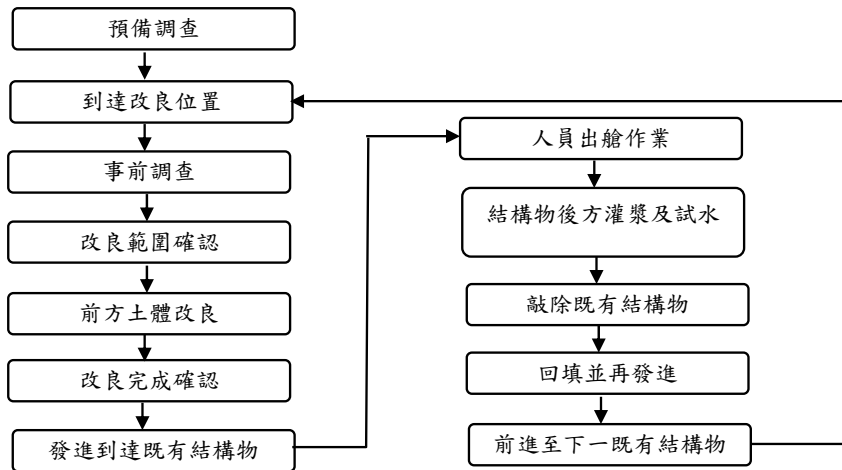 預備調查
到達改良位置
事前調查
改良範圍確認
前方土體改良
改良完成確認
發進到達既有結構物
人員出艙作業
結構物後方灌漿及試水
敲除既有結構物
回填並再發進
前進至下一既有結構物